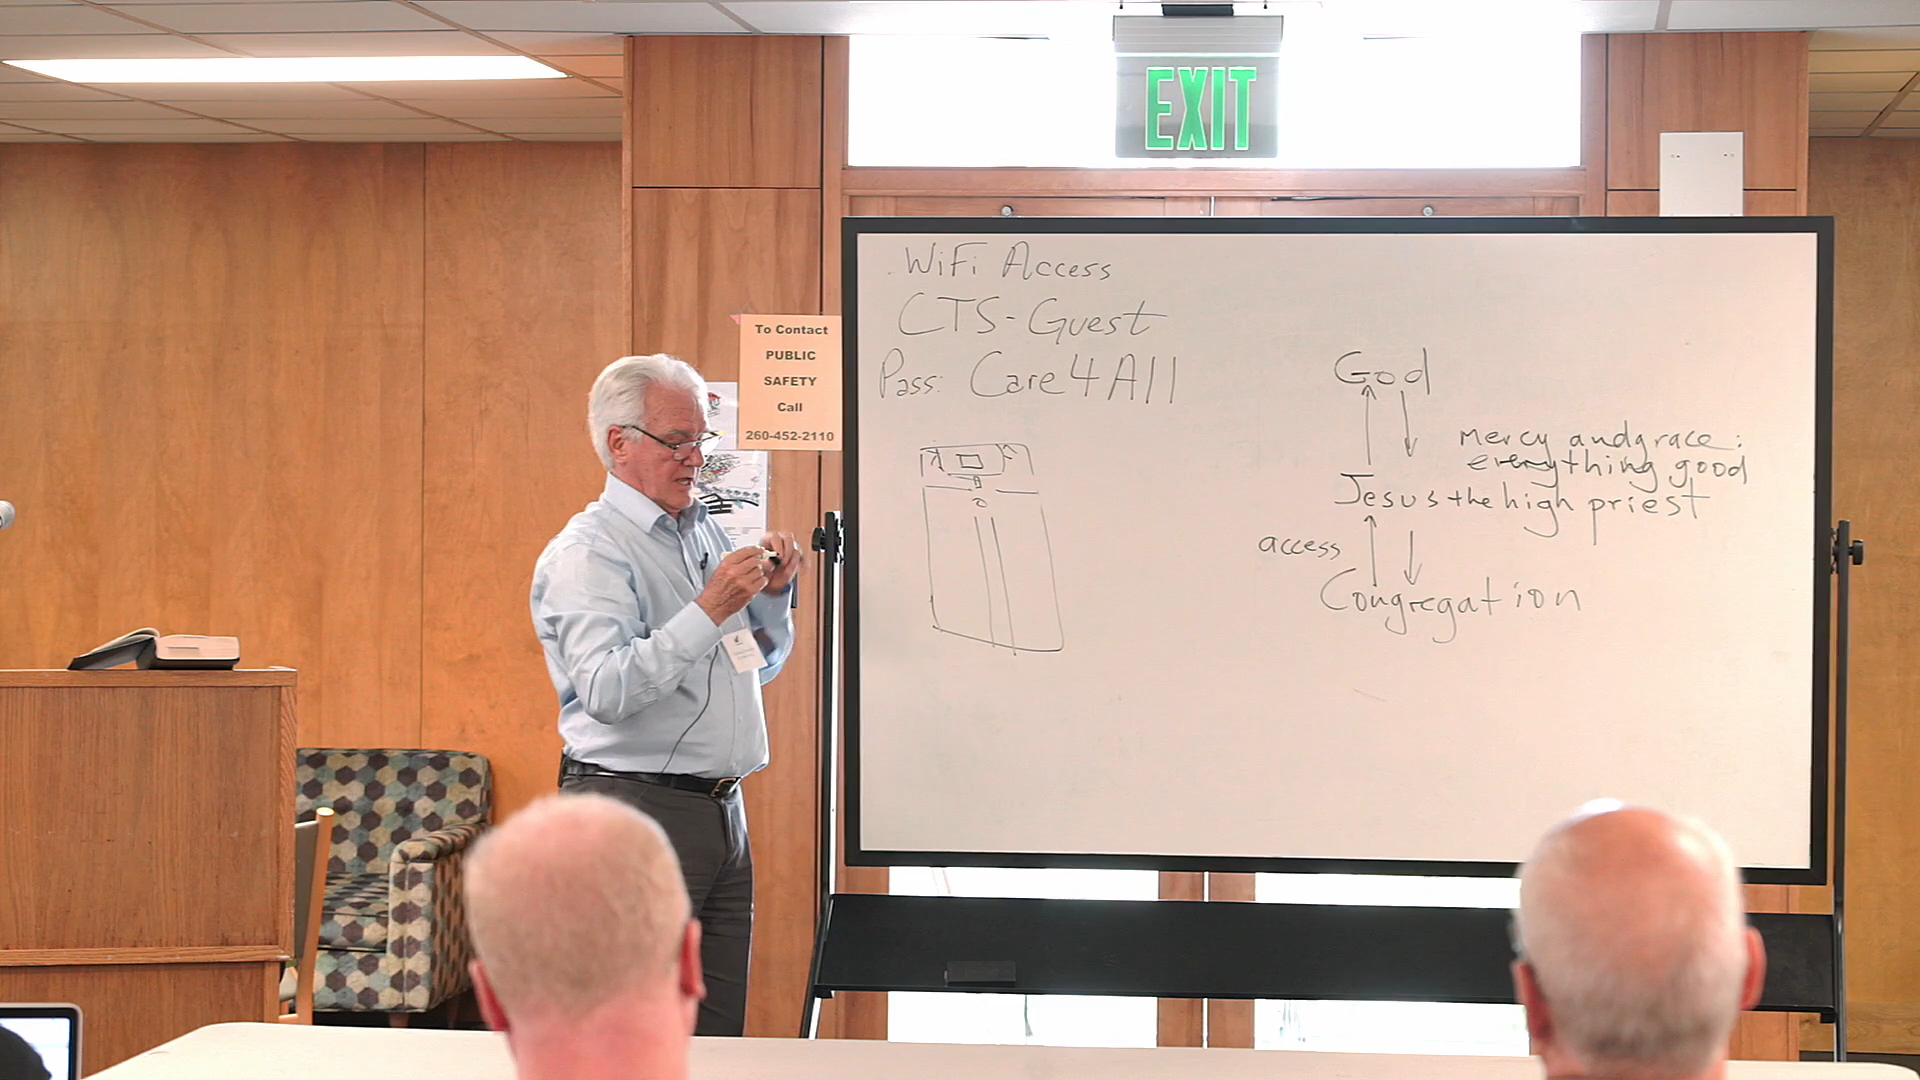 EXIT
WiFi Access
CTS-Guest
Pass: Care4All
To Contact
PUBLIC
SAFETY
Call
260-452-2110
God
Mercy and grace:
everything good
Jesus the high priest
access
Congregation